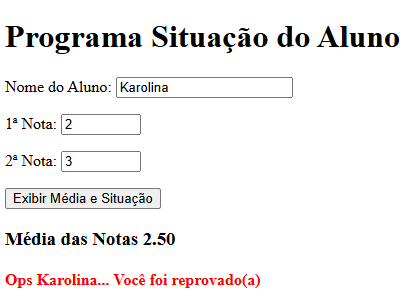 Programa Situação do Aluno
Nome do Aluno: Karolina
1ª Nota: 2
2ª Nota: 3
Exibir Média e Situação
Média das Notas 2.50
Ops Karolina... Você foi reprovado(a)